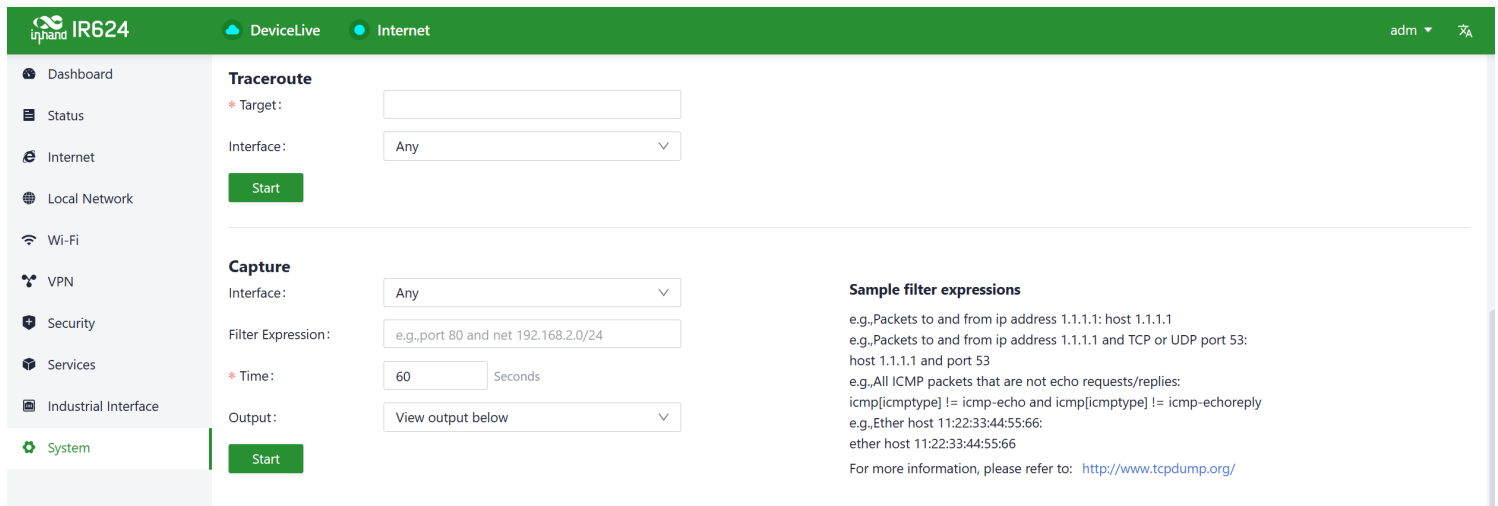 inhand IR624
DeviceLive
Internet
adm
Dashboard
Status
Internet
Local Network
Wi-Fi
VPN
Security
Services
Industrial Interface
System
Traceroute
* Target:
Interface: Any
Start
Capture
Interface: Any
Filter Expression: e.g.,port 80 and net 192.168.2.0/24
* Time: 60 Seconds
Output: View output below
Start
Sample filter expressions
e.g.,Packets to and from ip address 1.1.1.1: host 1.1.1.1
e.g.,Packets to and from ip address 1.1.1.1 and TCP or UDP port 53:
host 1.1.1.1 and port 53
e.g.,All ICMP packets that are not echo requests/replies:
icmp[icmptype] != icmp-echo and icmp[icmptype] != icmp-echoreply
e.g.,Ether host 11:22:33:44:55:66:
ether host 11:22:33:44:55:66
For more information, please refer to: http://www.tcpdump.org/